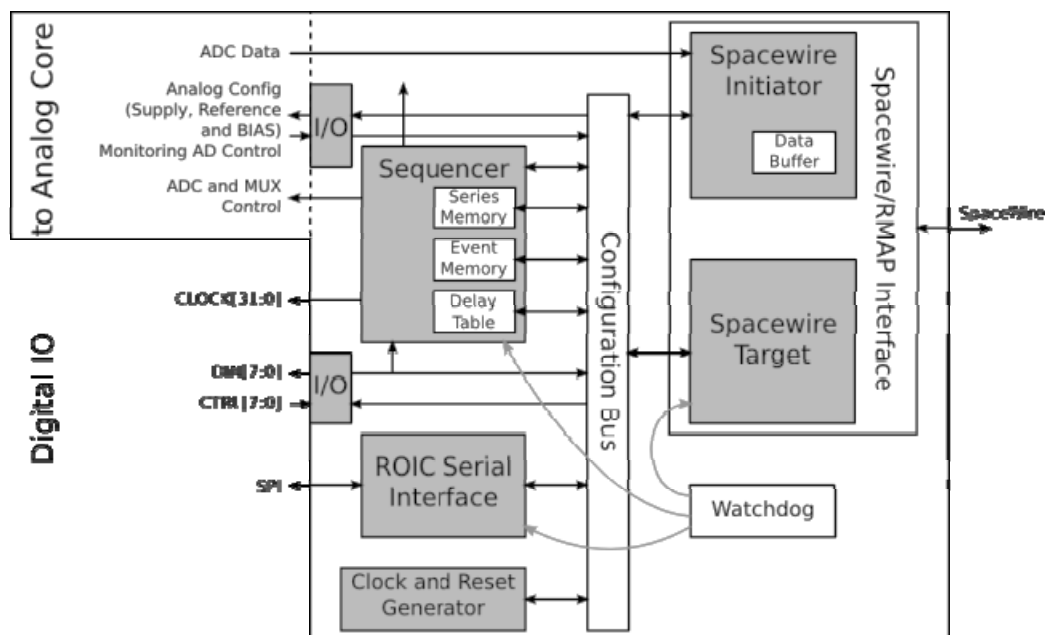 to Analog Core
ADC Data
Analog Config
(Supply, Reference
and BIAS)
Monitoring AD Control
I/O
ADC and MUX
Control
Sequencer
Series
Memory
Event
Memory
Delay
Table
Configuration Bus
Spacewire
Initiator
Data
Buffer
Spacewire
Target
Spacewire/RMAP Interface
SpaceWire
Digital IO
CLOCK[31:0]
I/O
CTRL[7:0]
SPI
ROIC Serial
Interface
Watchdog
Clock and Reset
Generator